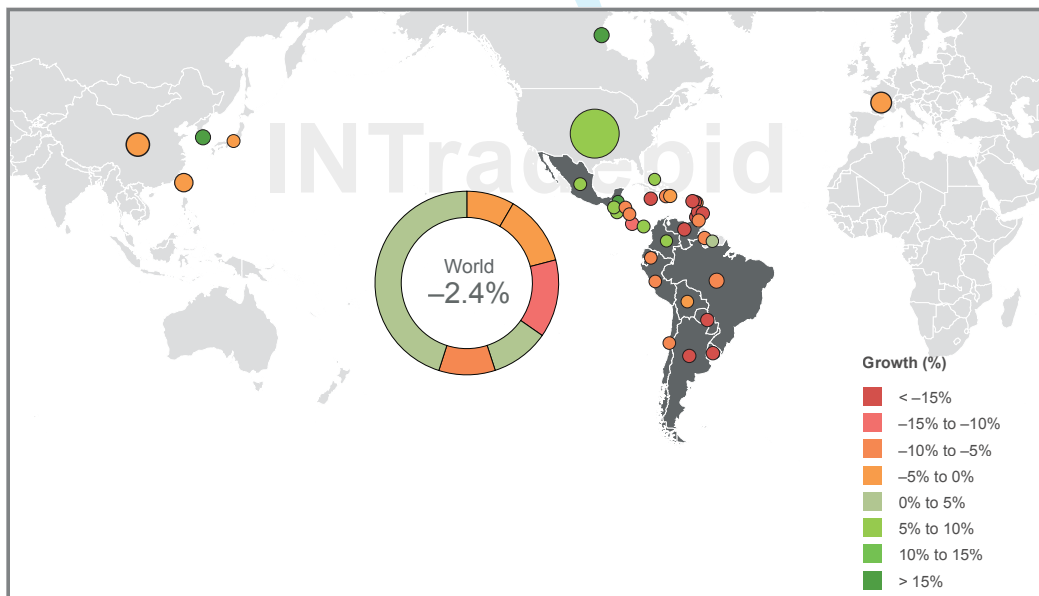 INTradepid
World
–2.4%
Growth (%)
< –15%
–15% to –10%
–10% to –5%
–5% to 0%
0% to 5%
5% to 10%
10% to 15%
> 15%